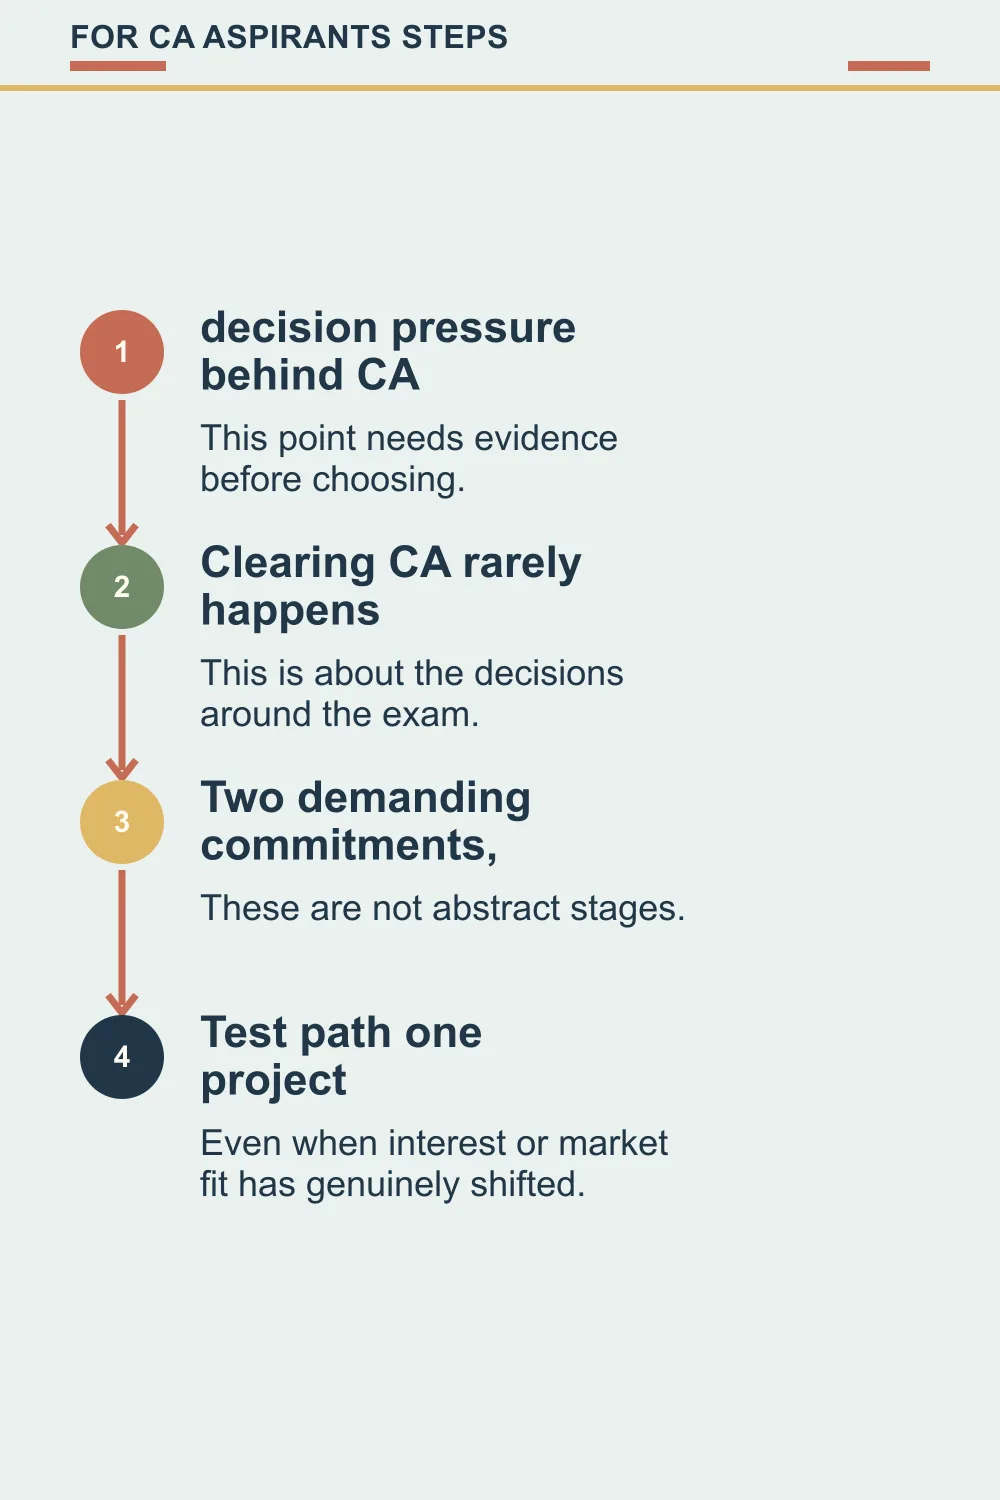 FOR CA ASPIRANTS STEPS
1
decision pressure
behind CA
This point needs evidence
before choosing.
2
Clearing CA rarely
happens
This is about the decisions
around the exam.
3
Two demanding
commitments,
These are not abstract stages.
4
Test path one
project
Even when interest or market
fit has genuinely shifted.